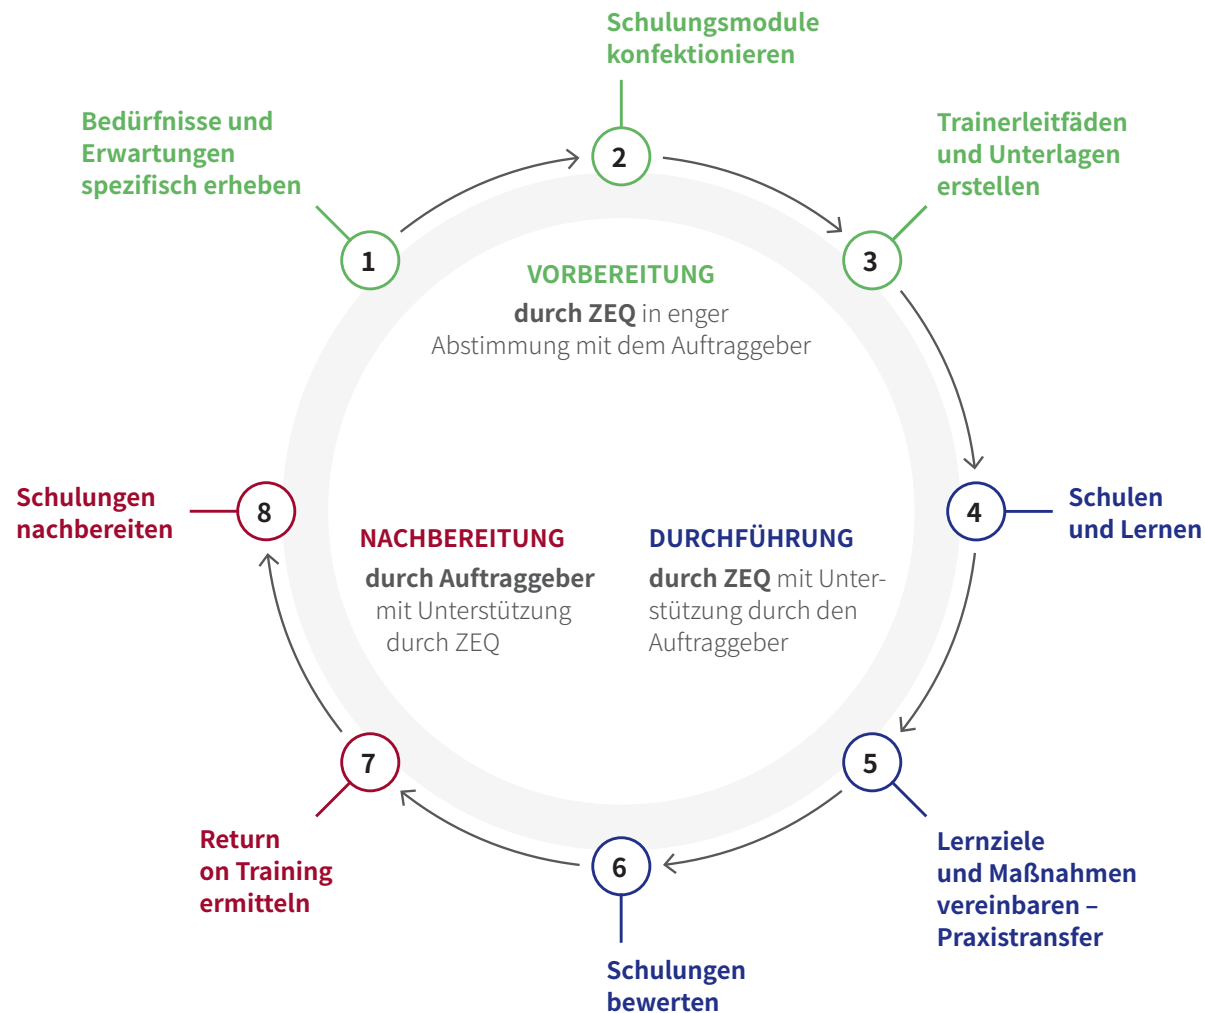 Schulungsmodule
konfektionieren
Bedürfnisse und
Erwartungen
spezifisch erheben
Trainerleitfäden
und Unterlagen
erstellen
2
1
3
VORBEREITUNG
durch ZEQ in enger
Abstimmung mit dem Auftraggeber
Schulungen
nachbereiten
8
4
Schulen
und Lernen
NACHBEREITUNG
durch Auftraggeber
mit Unterstützung
durch ZEQ
DURCHFÜHRUNG
durch ZEQ mit Unter-
stützung durch den
Auftraggeber
7
5
Return
on Training
ermitteln
6
Lernziele
und Maßnahmen
vereinbaren –
Praxistransfer
Schulungen
bewerten